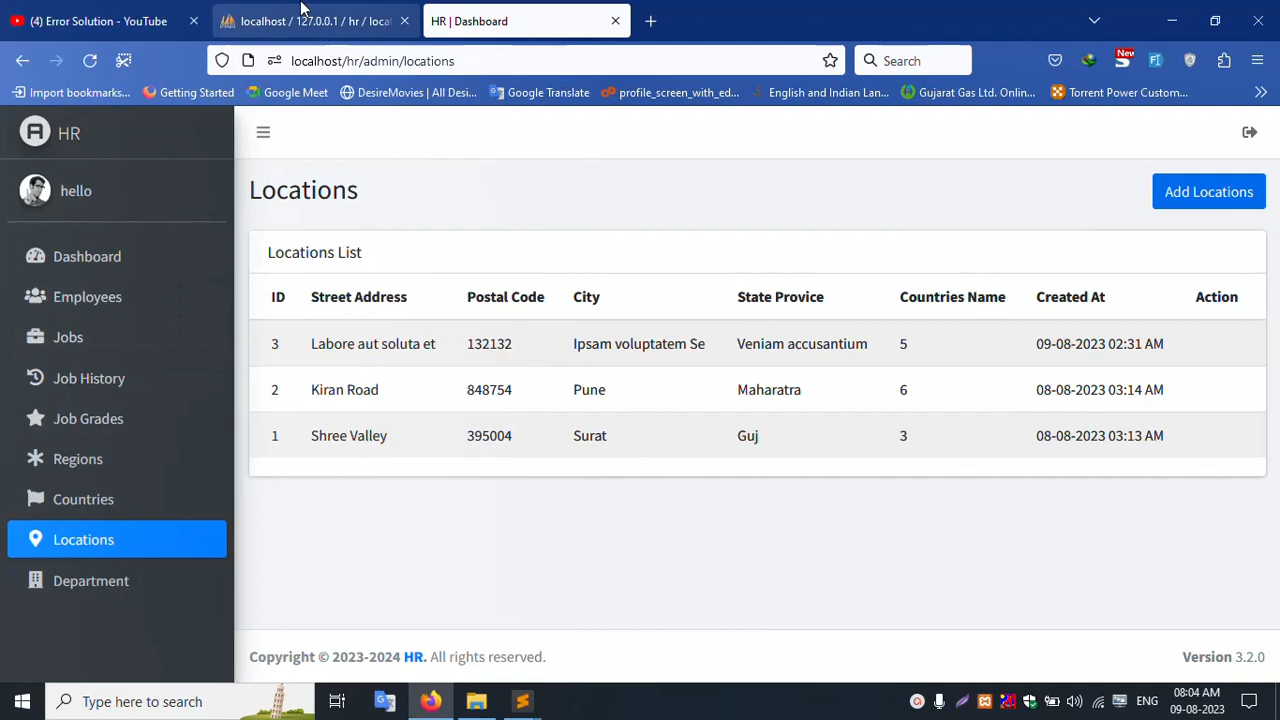 (4) Error Solution - YouTube
localhost / 127.0.0.1 / hr / loca
HR | Dashboard
localhost/hr/admin/locations
Search
New
Import bookmarks...
Getting Started
Google Meet
DesireMovies | All Desi...
Google Translate
profile_screen_with_ed...
English and Indian Lan...
Gujarat Gas Ltd. Onlin...
Torrent Power Custom...
HR
hello
Dashboard
Employees
Jobs
Job History
Job Grades
Regions
Countries
Locations
Department
Locations
Add Locations
Locations List
ID Street Address Postal Code City State Provice Countries Name Created At Action
3 Labore aut soluta et 132132 Ipsam voluptatem Se Veniam accusantium 5 09-08-2023 02:31 AM
2 Kiran Road 848754 Pune Maharatra 6 08-08-2023 03:14 AM
1 Shree Valley 395004 Surat Guj 3 08-08-2023 03:13 AM
Copyright © 2023-2024 HR. All rights reserved.
Version 3.2.0
Type here to search
ENG
08:04 AM
09-08-2023